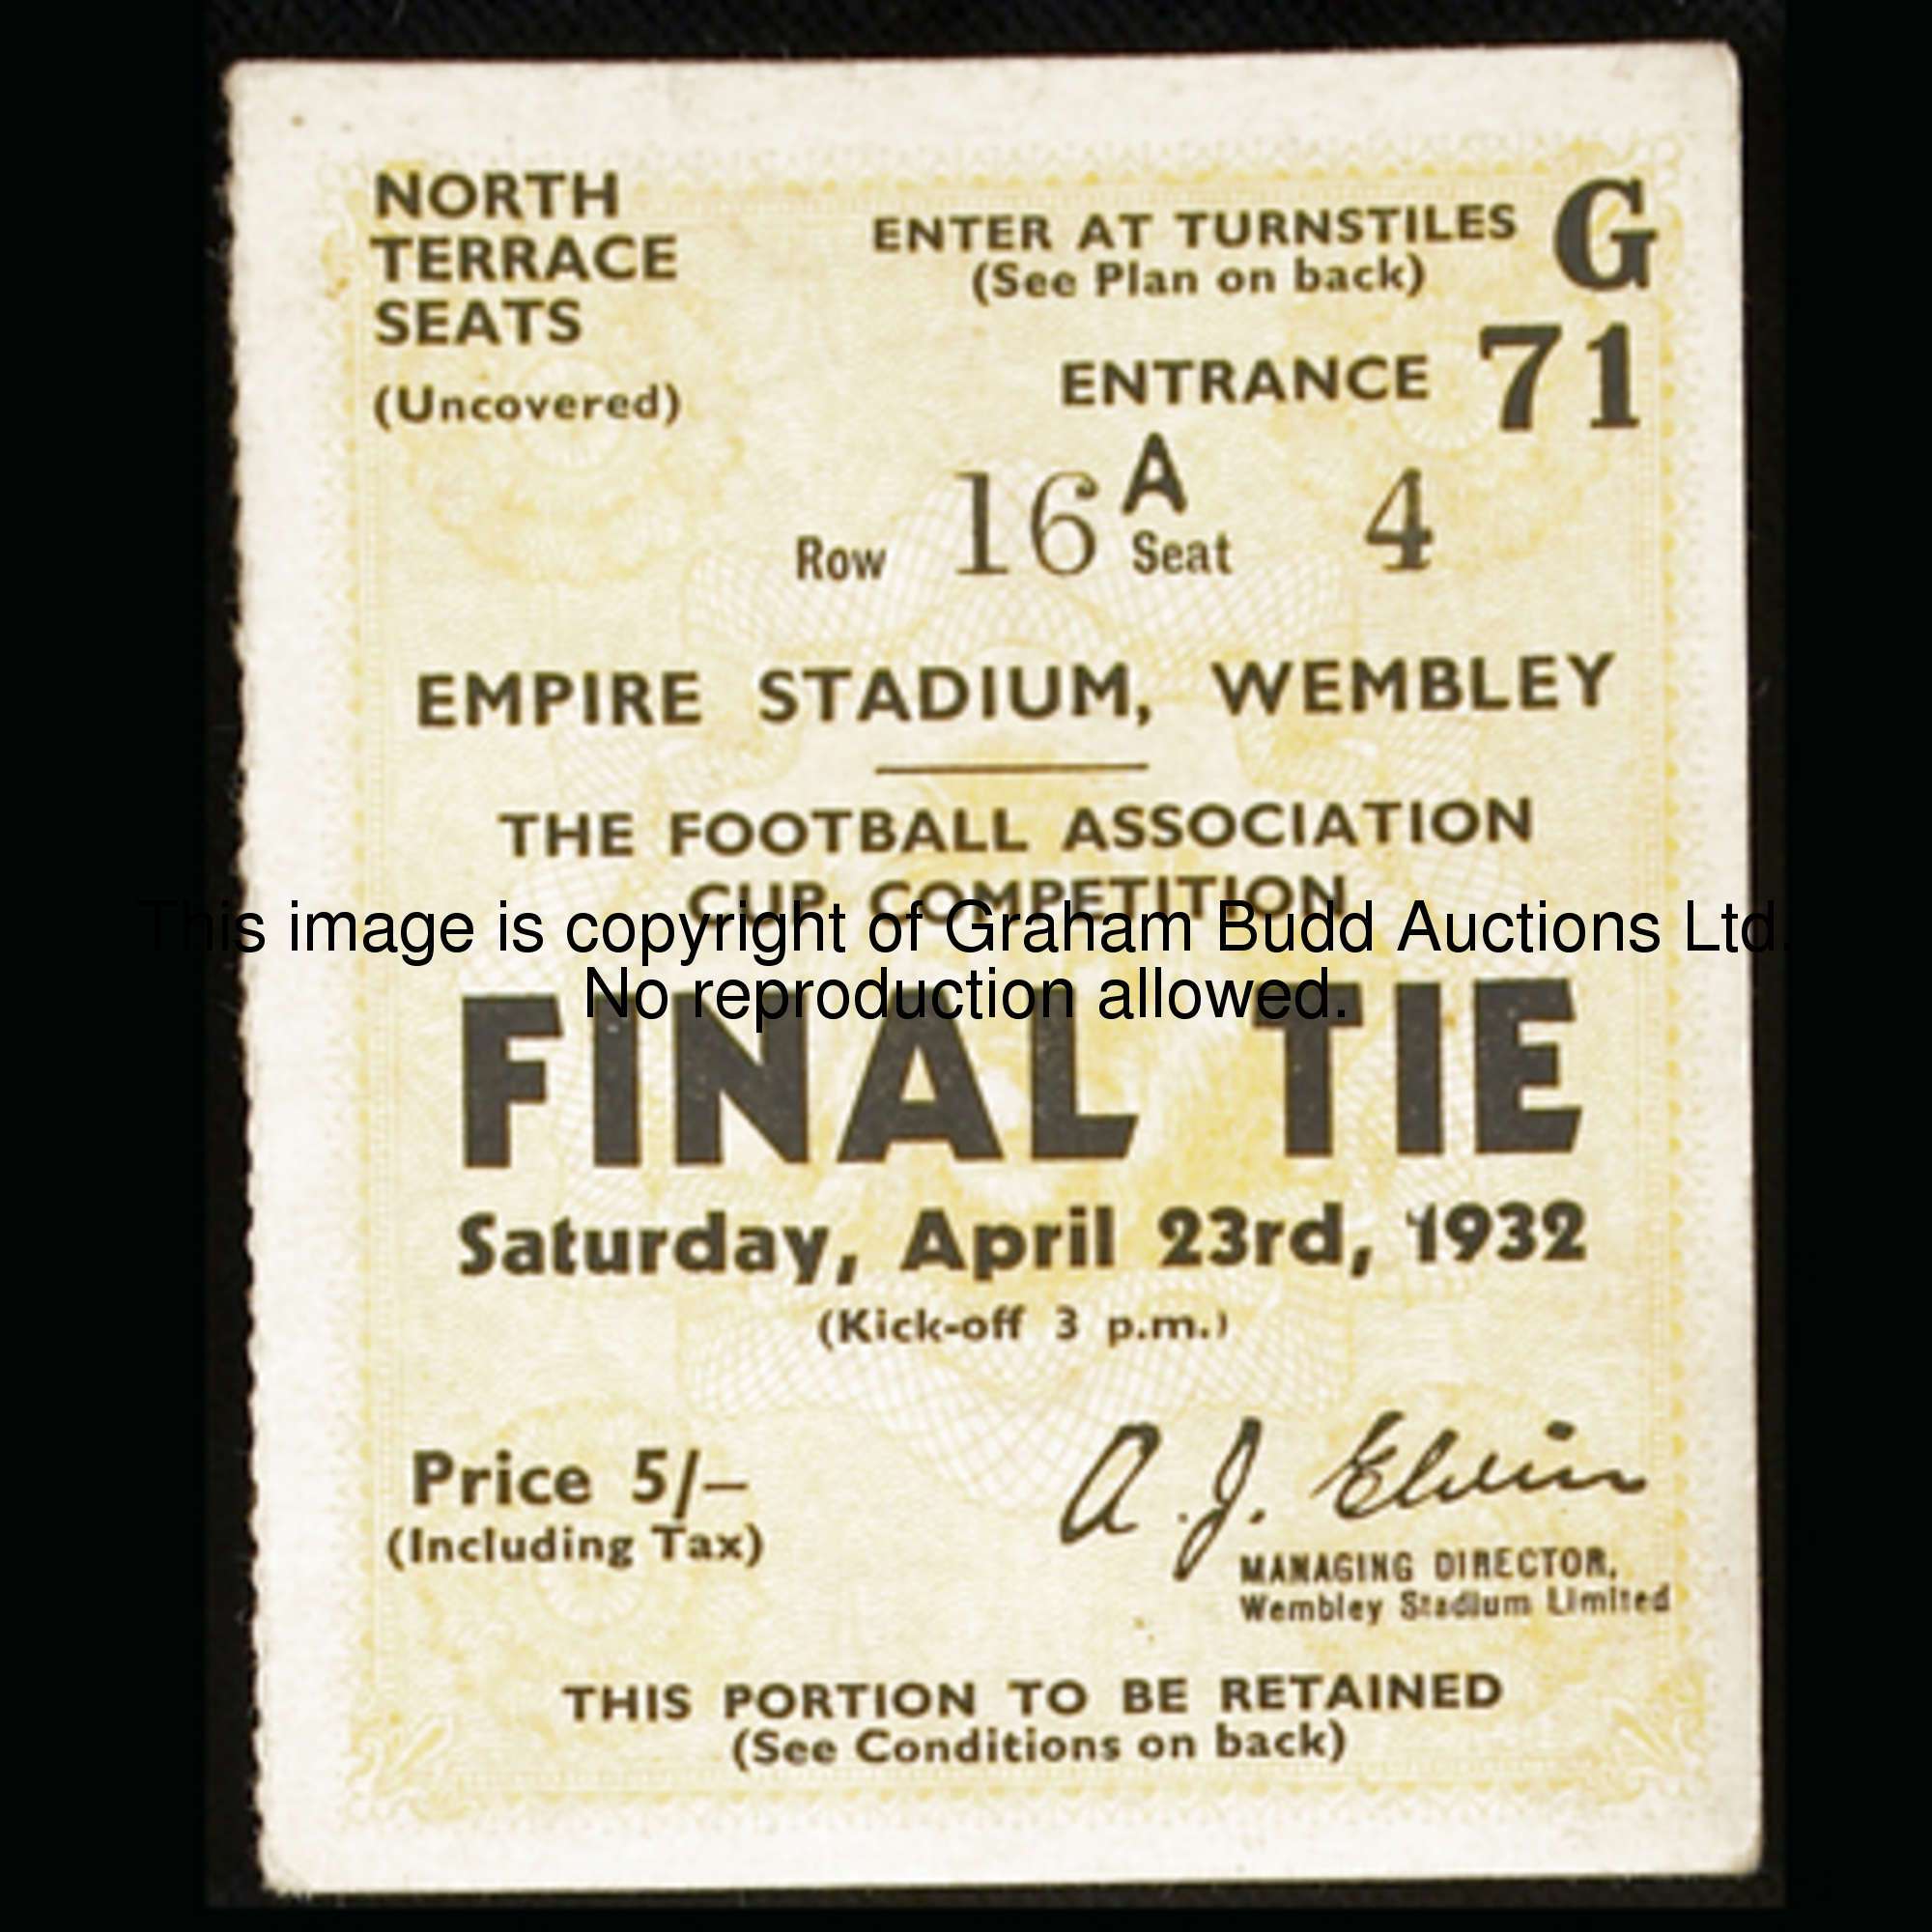 NORTH
TERRACE
SEATS
(Uncovered)
ENTER AT TURNSTILES G
(See Plan on back)
ENTRANCE 71
Row 16 A Seat 4
EMPIRE STADIUM, WEMBLEY
THE FOOTBALL ASSOCIATION
CUP COMPETITION
This image is copyright of Graham Budd Auctions Ltd.
No reproduction allowed.
FINAL TIE
Saturday, April 23rd, 1932
(Kick-off 3 p.m.)
Price 5/–
(Including Tax)
A. J. Elvin
MANAGING DIRECTOR,
Wembley Stadium Limited
THIS PORTION TO BE RETAINED
(See Conditions on back)